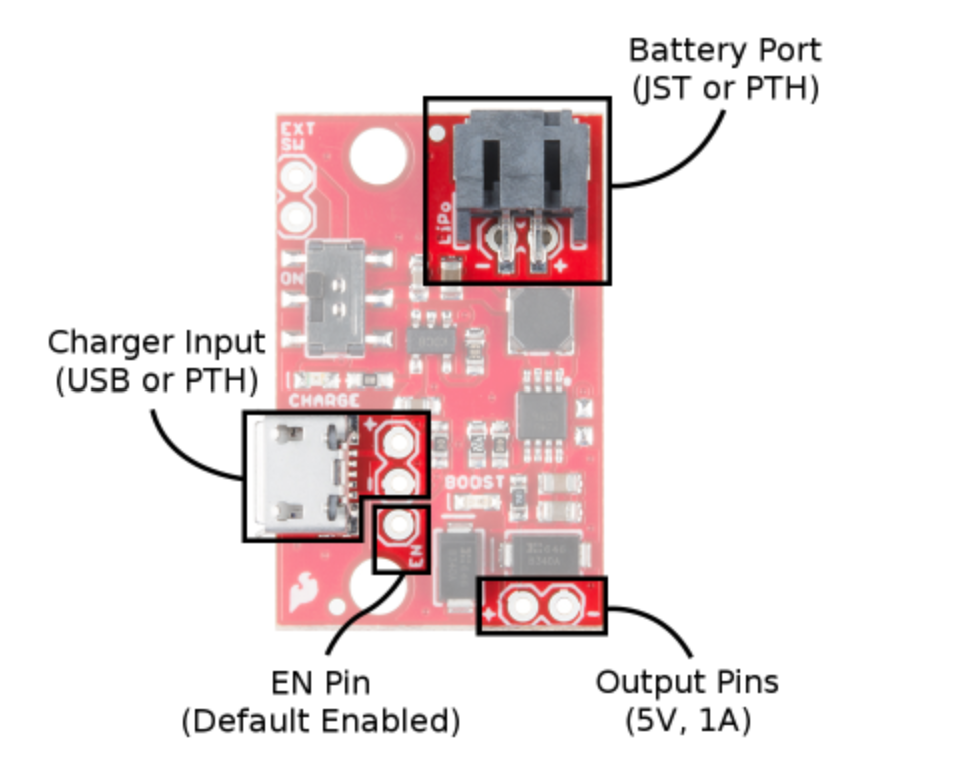 Battery Port
(JST or PTH)
EXT
SW
LiPo
- +
ON
Charger Input
(USB or PTH)
CHARGE
+
-
BOOST
EN
+ -
EN Pin
(Default Enabled)
Output Pins
(5V, 1A)